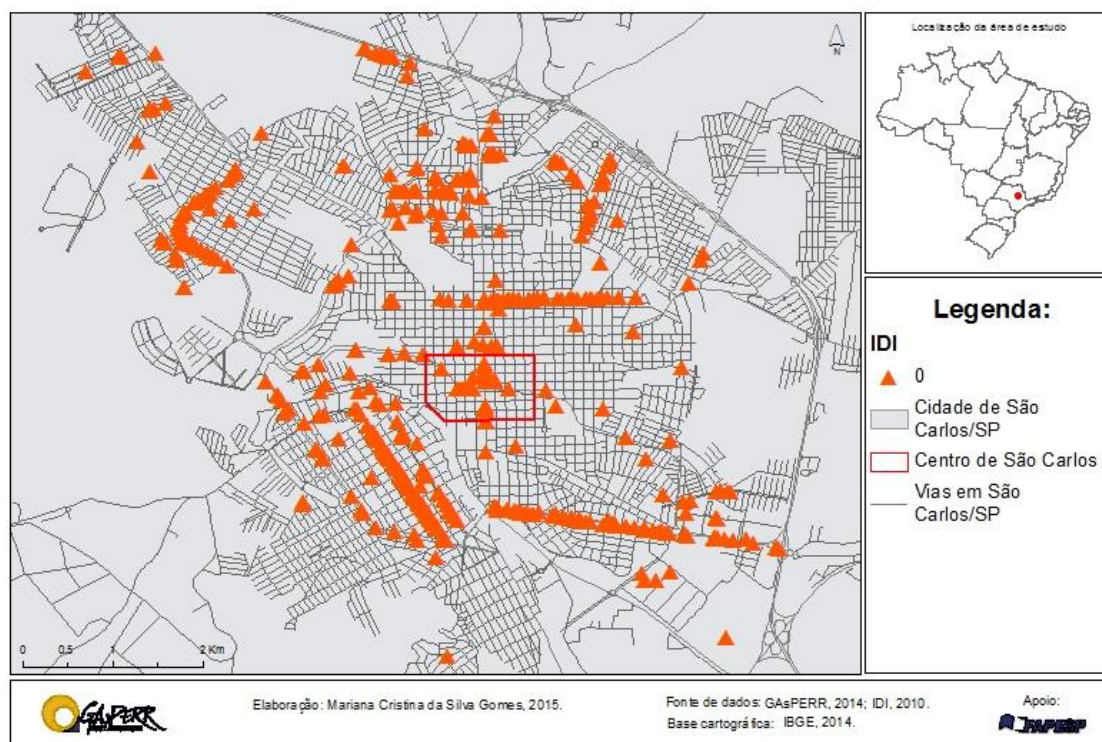 Localização da área de estudo
N
Legenda:
IDI
0
Cidade de São
Carlos/SP
Centro de São Carlos
Vias em São
Carlos/SP
0 0.5 1 2 Km
GAsPERR
Elaboração: Mariana Cristina da Silva Gomes, 2015.
Fonte de dados: GAsPERR, 2014; IDI, 2010.
Base cartográfica: IBGE, 2014.
Apoio:
FAPESP